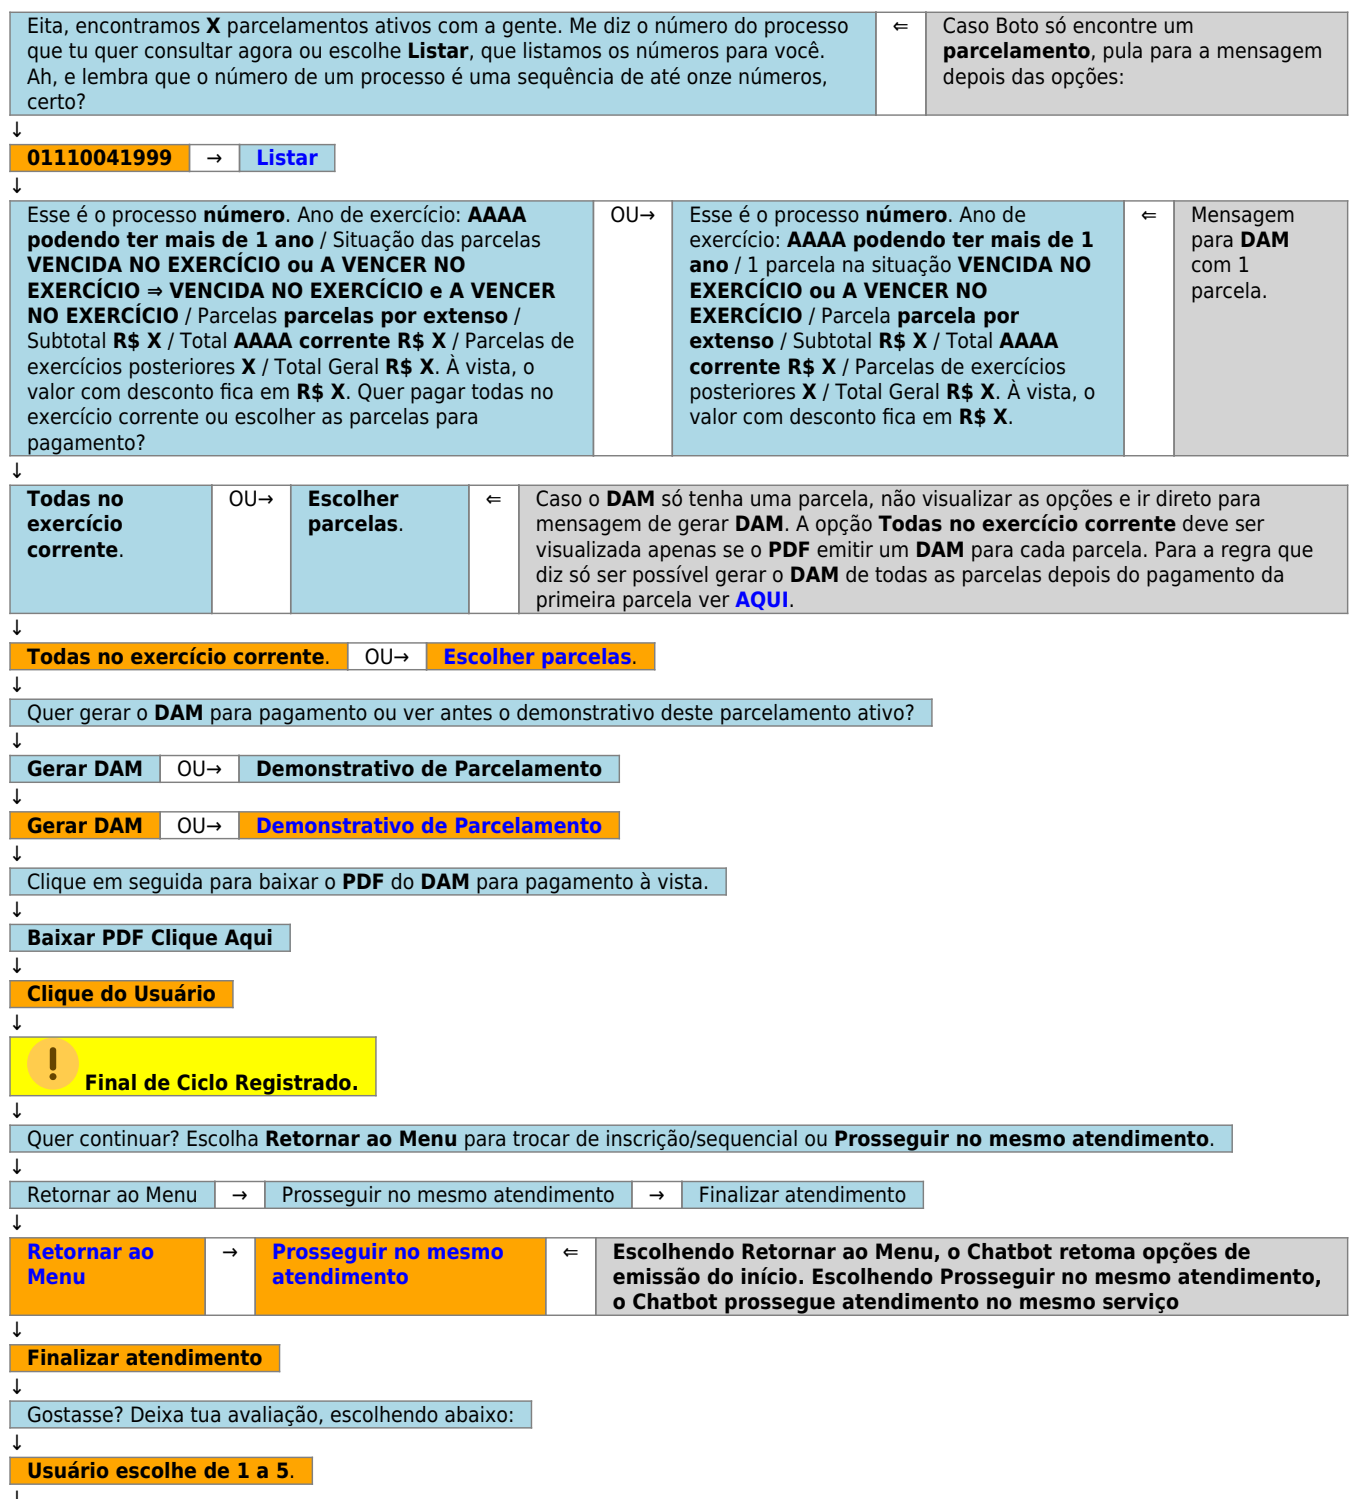 Eita, encontramos X parcelamentos ativos com a gente. Me diz o número do processo
que tu quer consultar agora ou escolhe Listar, que listamos os números para você.
Ah, e lembra que o número de um processo é uma sequência de até onze números,
certo?
⇐
Caso Boto só encontre um
parcelamento, pula para a mensagem
depois das opções:
↓
01110041999 → Listar
↓
Esse é o processo número. Ano de exercício: AAAA
podendo ter mais de 1 ano / Situação das parcelas
VENCIDA NO EXERCÍCIO ou A VENCER NO
EXERCÍCIO ⇒ VENCIDA NO EXERCÍCIO e A VENCER
NO EXERCÍCIO / Parcelas parcelas por extenso /
Subtotal R$ X / Total AAAA corrente R$ X / Parcelas de
exercícios posteriores X / Total Geral R$ X. À vista, o
valor com desconto fica em R$ X. Quer pagar todas no
exercício corrente ou escolher as parcelas para
pagamento?
OU→
Esse é o processo número. Ano de
exercício: AAAA podendo ter mais de 1
ano / 1 parcela na situação VENCIDA NO
EXERCÍCIO ou A VENCER NO
EXERCÍCIO / Parcela parcela por
extenso / Subtotal R$ X / Total AAAA
corrente R$ X / Parcelas de exercícios
posteriores X / Total Geral R$ X. À vista, o
valor com desconto fica em R$ X.
⇐
Mensagem
para DAM
com 1
parcela.
↓
Todas no
exercício
corrente.
OU→
Escolher
parcelas.
⇐
Caso o DAM só tenha uma parcela, não visualizar as opções e ir direto para
mensagem de gerar DAM. A opção Todas no exercício corrente deve ser
visualizada apenas se o PDF emitir um DAM para cada parcela. Para a regra que
diz só ser possível gerar o DAM de todas as parcelas depois do pagamento da
primeira parcela ver AQUI.
↓
Todas no exercício corrente. OU→ Escolher parcelas.
↓
Quer gerar o DAM para pagamento ou ver antes o demonstrativo deste parcelamento ativo?
↓
Gerar DAM OU→ Demonstrativo de Parcelamento
↓
Gerar DAM OU→ Demonstrativo de Parcelamento
↓
Clique em seguida para baixar o PDF do DAM para pagamento à vista.
↓
Baixar PDF Clique Aqui
↓
Clique do Usuário
↓
! Final de Ciclo Registrado.
↓
Quer continuar? Escolha Retornar ao Menu para trocar de inscrição/sequencial ou Prosseguir no mesmo atendimento.
↓
Retornar ao Menu → Prosseguir no mesmo atendimento → Finalizar atendimento
↓
Retornar ao
Menu
→
Prosseguir no mesmo
atendimento
⇐
Escolhendo Retornar ao Menu, o Chatbot retoma opções de
emissão do início. Escolhendo Prosseguir no mesmo atendimento,
o Chatbot prossegue atendimento no mesmo serviço
↓
Finalizar atendimento
↓
Gostasse? Deixa tua avaliação, escolhendo abaixo:
↓
Usuário escolhe de 1 a 5.
↓